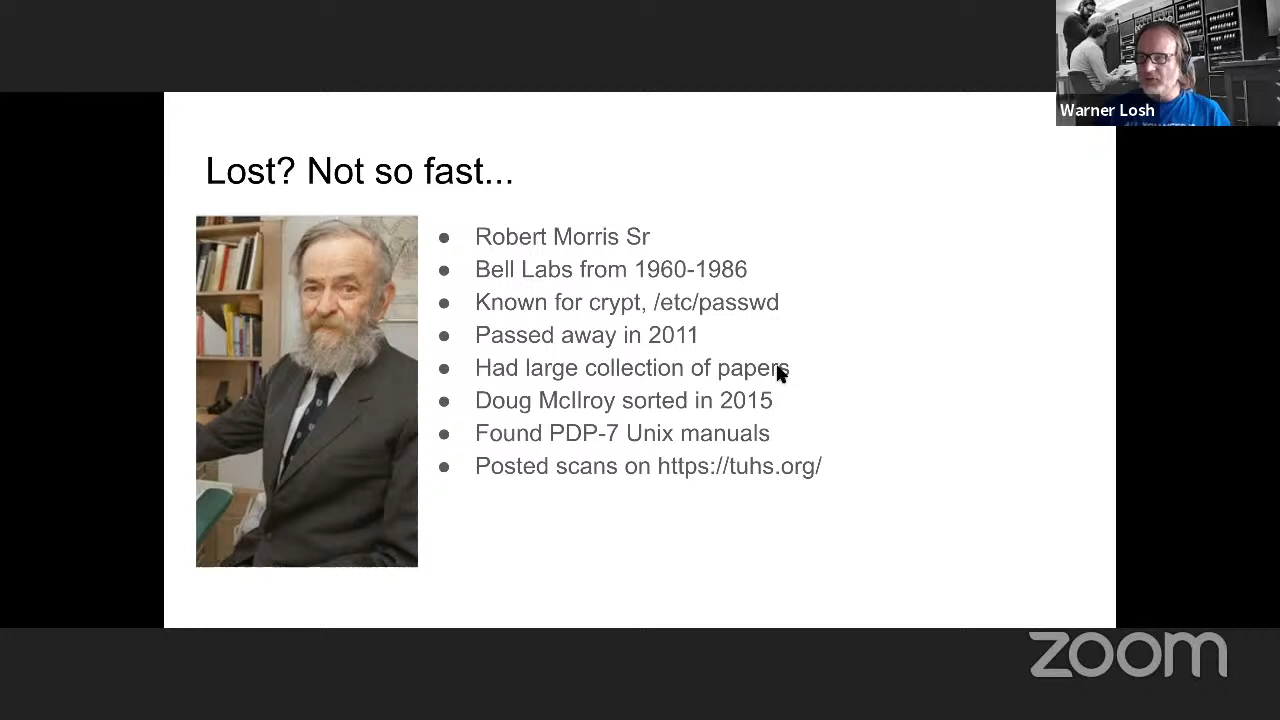 Warner Losh
Lost? Not so fast...
● Robert Morris Sr
● Bell Labs from 1960-1986
● Known for crypt, /etc/passwd
● Passed away in 2011
● Had large collection of papers
● Doug McIlroy sorted in 2015
● Found PDP-7 Unix manuals
● Posted scans on https://tuhs.org/
zoom